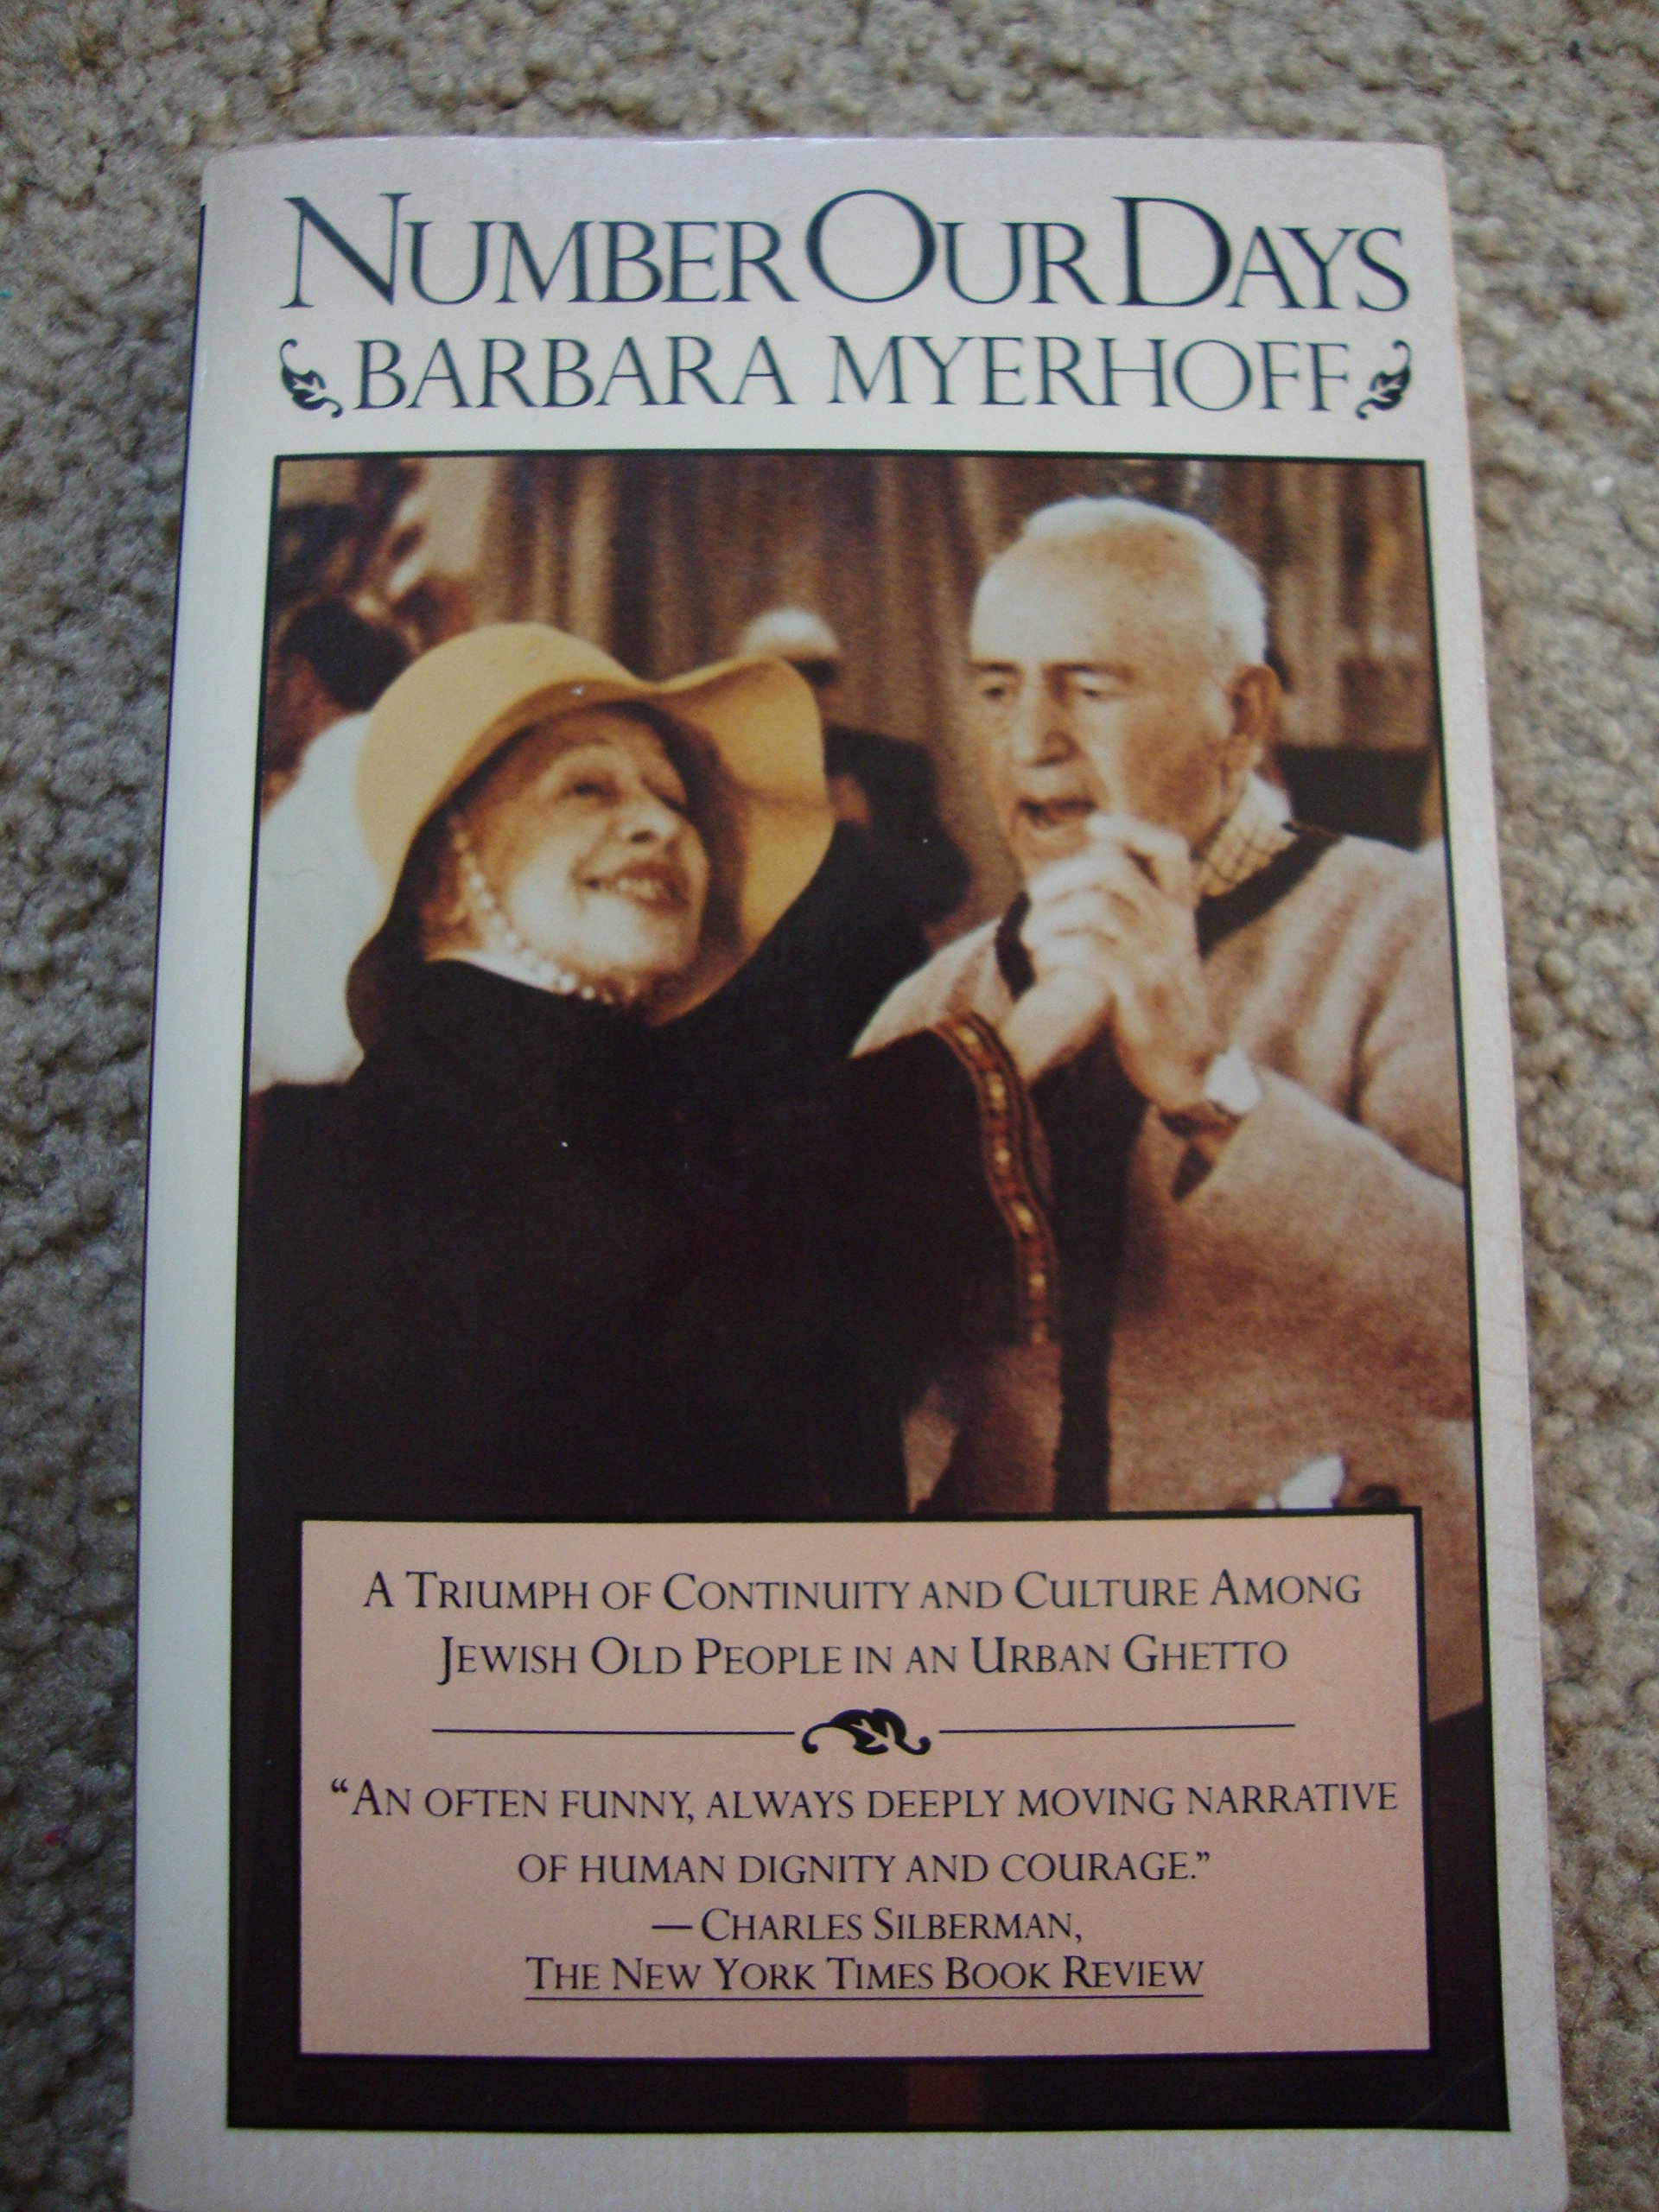 NUMBER OUR DAYS
BARBARA MYERHOFF
A TRIUMPH OF CONTINUITY AND CULTURE AMONG
JEWISH OLD PEOPLE IN AN URBAN GHETTO
“AN OFTEN FUNNY, ALWAYS DEEPLY MOVING NARRATIVE
OF HUMAN DIGNITY AND COURAGE.”
—CHARLES SILBERMAN,
THE NEW YORK TIMES BOOK REVIEW